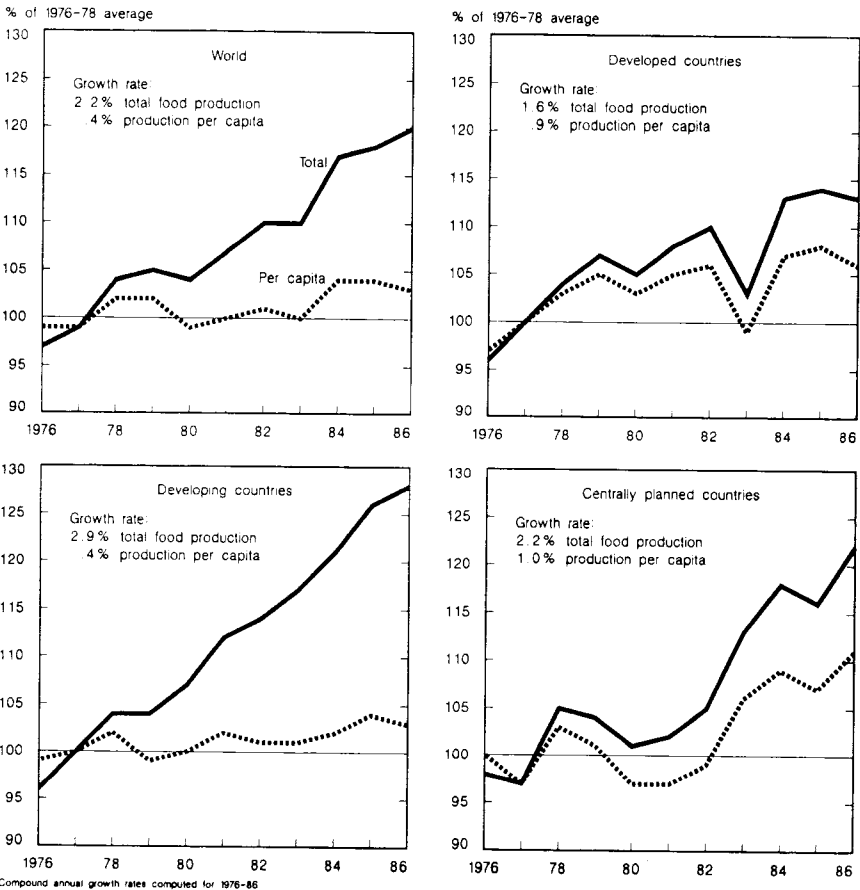 % of 1976-78 average
130
125
120
115
110
105
100
95
90
World
Growth rate:
2.2% total food production
.4% production per capita
Total
Per capita
1976 78 80 82 84 86
% of 1976-78 average
130
125
120
115
110
105
100
95
90
Developed countries
Growth rate:
1.6% total food production
.9% production per capita
1976 78 80 82 84 86
130
125
120
115
110
105
100
95
90
Developing countries
Growth rate:
2.9% total food production
.4% production per capita
1976 78 80 82 84 86
130
125
120
115
110
105
100
95
90
Centrally planned countries
Growth rate:
2.2% total food production
1.0% production per capita
1976 78 80 82 84 86
Compound annual growth rates computed for 1976-86